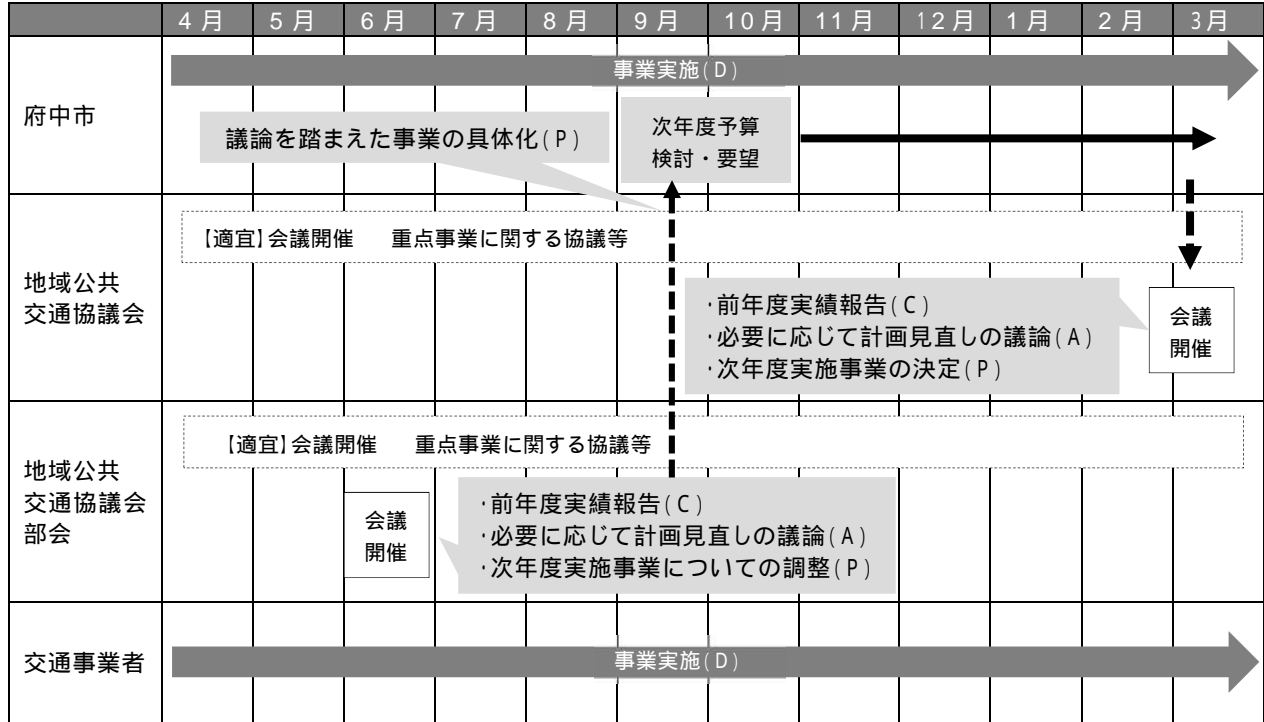 4月 5月 6月 7月 8月 9月 10月 11月 12月 1月 2月 3月
府中市
事業実施(D)
議論を踏まえた事業の具体化(P)
次年度予算
検討・要望
地域公共
交通協議会
【適宜】会議開催 重点事業に関する協議等
・前年度実績報告(C)
・必要に応じて計画見直しの議論(A)
・次年度実施事業の決定(P)
会議
開催
地域公共
交通協議会
部会
【適宜】会議開催 重点事業に関する協議等
会議
開催
・前年度実績報告(C)
・必要に応じて計画見直しの議論(A)
・次年度実施事業についての調整(P)
交通事業者
事業実施(D)